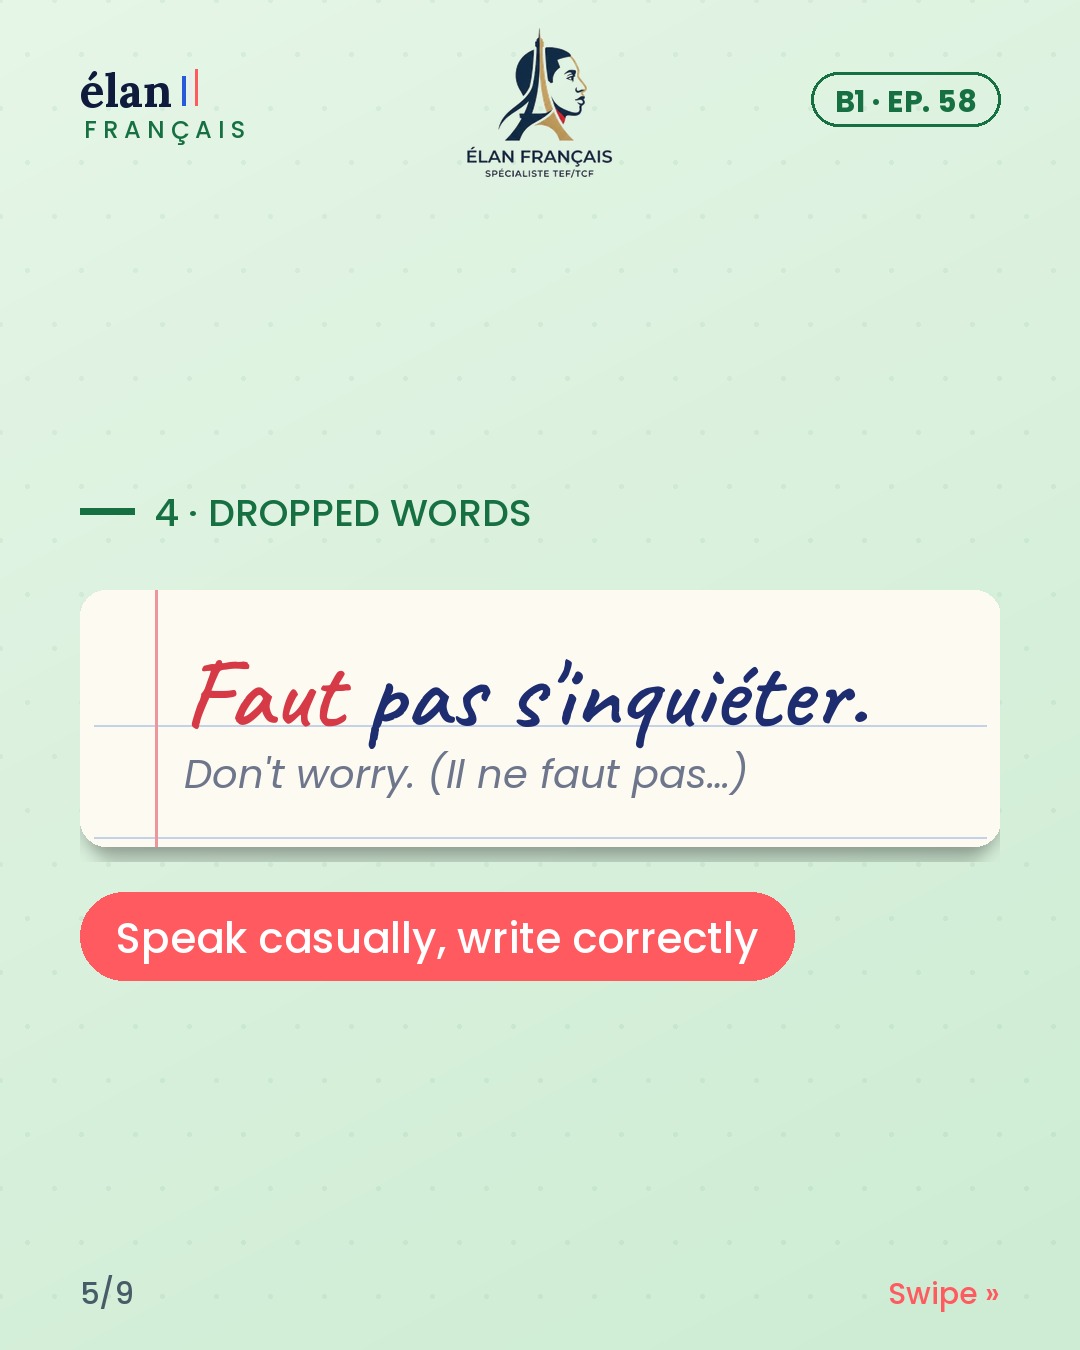 élan
FRANÇAIS
ÉLAN FRANÇAIS
SPÉCIALISTE TEF/TCF
B1 · EP. 58
4 · DROPPED WORDS
Faut pas s'inquiéter.
Don't worry. (Il ne faut pas...)
Speak casually, write correctly
5/9
Swipe »